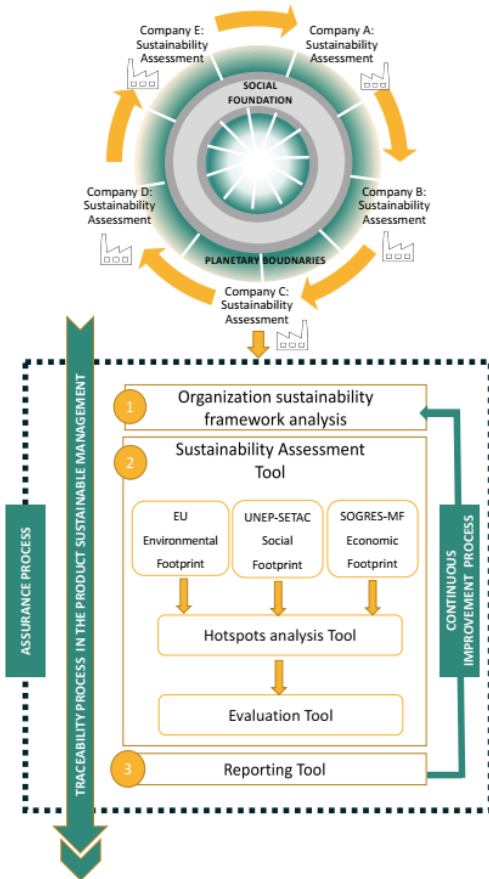 Company E:
Sustainability
Assessment
Company A:
Sustainability
Assessment
SOCIAL
FOUNDATION
Company D:
Sustainability
Assessment
Company B:
Sustainability
Assessment
PLANETARY BOUDNARIES
Company C:
Sustainability
Assessment
TRACEABILITY PROCESS IN THE PRODUCT SUSTAINABLE MANAGEMENT
ASSURANCE PROCESS
1
Organization sustainability
framework analysis
2
Sustainability Assessment
Tool
EU
Environmental
Footprint
UNEP-SETAC
Social
Footprint
SOGRES-MF
Economic
Footprint
Hotspots analysis Tool
Evaluation Tool
3
Reporting Tool
CONTINUOUS
IMPROVEMENT PROCESS